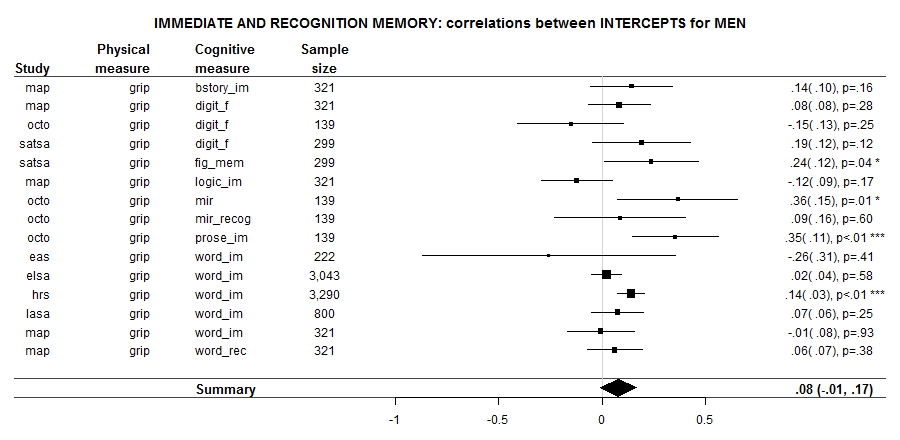 IMMEDIATE AND RECOGNITION MEMORY: correlations between INTERCEPTS for MEN
Physical Cognitive Sample
Study measure measure size
map grip bstory_im 321 .14( .10), p=.16
map grip digit_f 321 .08( .08), p=.28
octo grip digit_f 139 -.15( .13), p=.25
satsa grip digit_f 299 .19( .12), p=.12
satsa grip fig_mem 299 .24( .12), p=.04 *
map grip logic_im 321 -.12( .09), p=.17
octo grip mir 139 .36( .15), p=.01 *
octo grip mir_recog 139 .09( .16), p=.60
octo grip prose_im 139 .35( .11), p<.01 ***
eas grip word_im 222 -.26( .31), p=.41
elsa grip word_im 3,043 .02( .04), p=.58
hrs grip word_im 3,290 .14( .03), p<.01 ***
lasa grip word_im 800 .07( .06), p=.25
map grip word_im 321 -.01( .08), p=.93
map grip word_rec 321 .06( .07), p=.38
Summary .08 (-.01, .17)
-1 -0.5 0 0.5